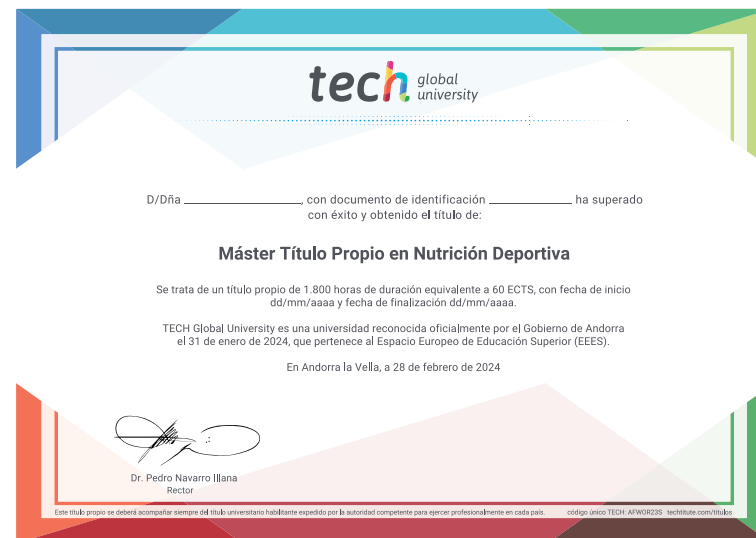 tech global
university
D/Dña ____________, con documento de identificación ____________ ha superado
con éxito y obtenido el título de:
Máster Título Propio en Nutrición Deportiva
Se trata de un título propio de 1.800 horas de duración equivalente a 60 ECTS, con fecha de inicio
dd/mm/aaaa y fecha de finalización dd/mm/aaaa.
TECH Global University es una universidad reconocida oficialmente por el Gobierno de Andorra
el 31 de enero de 2024, que pertenece al Espacio Europeo de Educación Superior (EEES).
En Andorra la Vella, a 28 de febrero de 2024
Dr. Pedro Navarro Illana
Rector
Este título propio se deberá acompañar siempre del título universitario habilitante expedido por la autoridad competente para ejercer profesionalmente en cada país. código único TECH: AFWOR23S techtitute.com/titulos